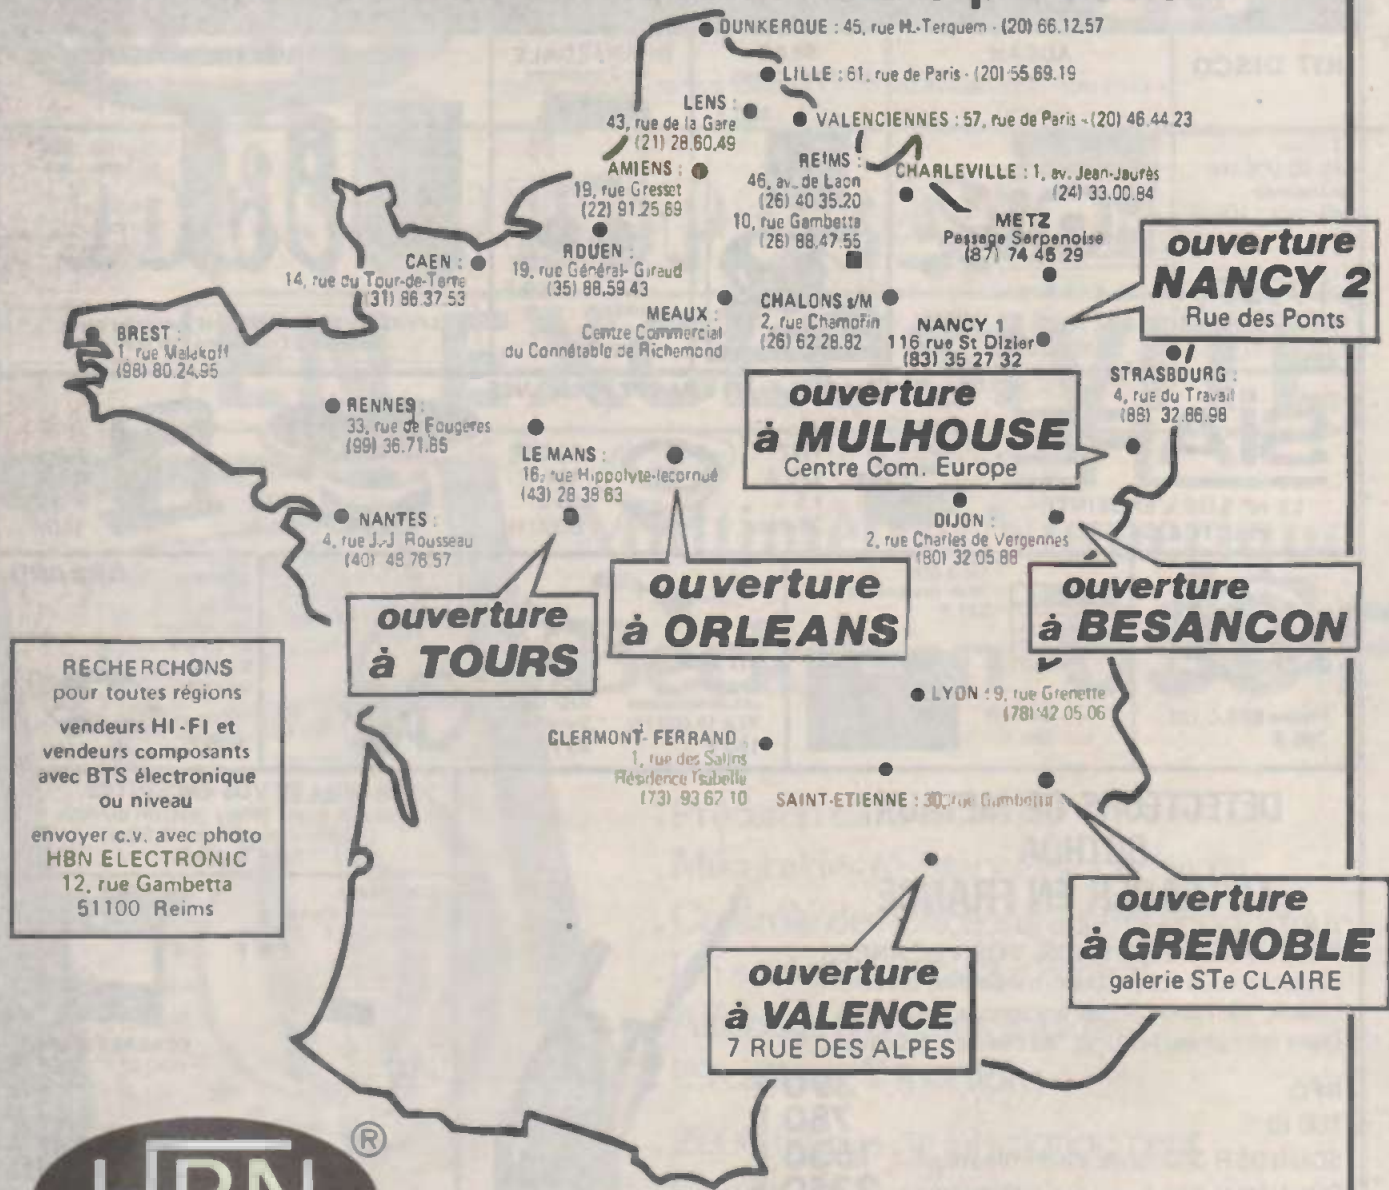 DUNKERQUE : 45, rue H.-Terquem - (20) 66.12.57
LILLE : 61, rue de Paris - (20) 55.69.19
LENS :
43, rue de la Gare
(21) 28.60.49
VALENCIENNES : 57, rue de Paris - (20) 46.44.23
AMIENS :
19, rue Gresset
(22) 91.25.69
REIMS :
46, av. de Laon
(26) 40.35.20
10, rue Gambetta
(26) 88.47.55
CHARLEVILLE : 1, av. Jean-Jaurès
(24) 33.00.84
METZ
Passage Serpenoise
(87) 74 45 29
ouverture
NANCY 2
Rue des Ponts
CAEN :
14, rue du Tour-de-Terre
(31) 86.37.53
ROUEN :
19, rue Général-Giraud
(35) 88.59.43
MEAUX :
Centre Commercial
du Connétable de Richemond
CHALONS s/M
2, rue Chamorin
(26) 62 28.82
NANCY 1
116 rue St Dizier
(83) 35 27 32
BREST :
1, rue Malakoff
(98) 80.24.95
STRASBOURG :
4, rue du Travail
(88) 32.86.98
ouverture
à MULHOUSE
Centre Com. Europe
RENNES :
33, rue de Fougères
(99) 36.71.65
LE MANS :
16, rue Hippolyte-lecornué
(43) 28 38 63
NANTES :
4, rue J.-J. Rousseau
(40) 48 76 57
DIJON :
2, rue Charles de Vergennes
(80) 32 05 88
ouverture
à TOURS
ouverture
à ORLEANS
ouverture
à BESANCON
RECHERCHONS
pour toutes régions
vendeurs HI-FI et
vendeurs composants
avec BTS électronique
ou niveau
envoyer c.v. avec photo
HBN ELECTRONIC
12, rue Gambetta
51100 Reims
LYON : 9, rue Grenette
(78) 42 05 06
CLERMONT-FERRAND :
1, rue des Salins
Résidence Isabelle
(73) 93 67 10
SAINT-ETIENNE : 30, rue Gambetta
ouverture
à VALENCE
7 RUE DES ALPES
ouverture
à GRENOBLE
galerie STe CLAIRE
HBN ®